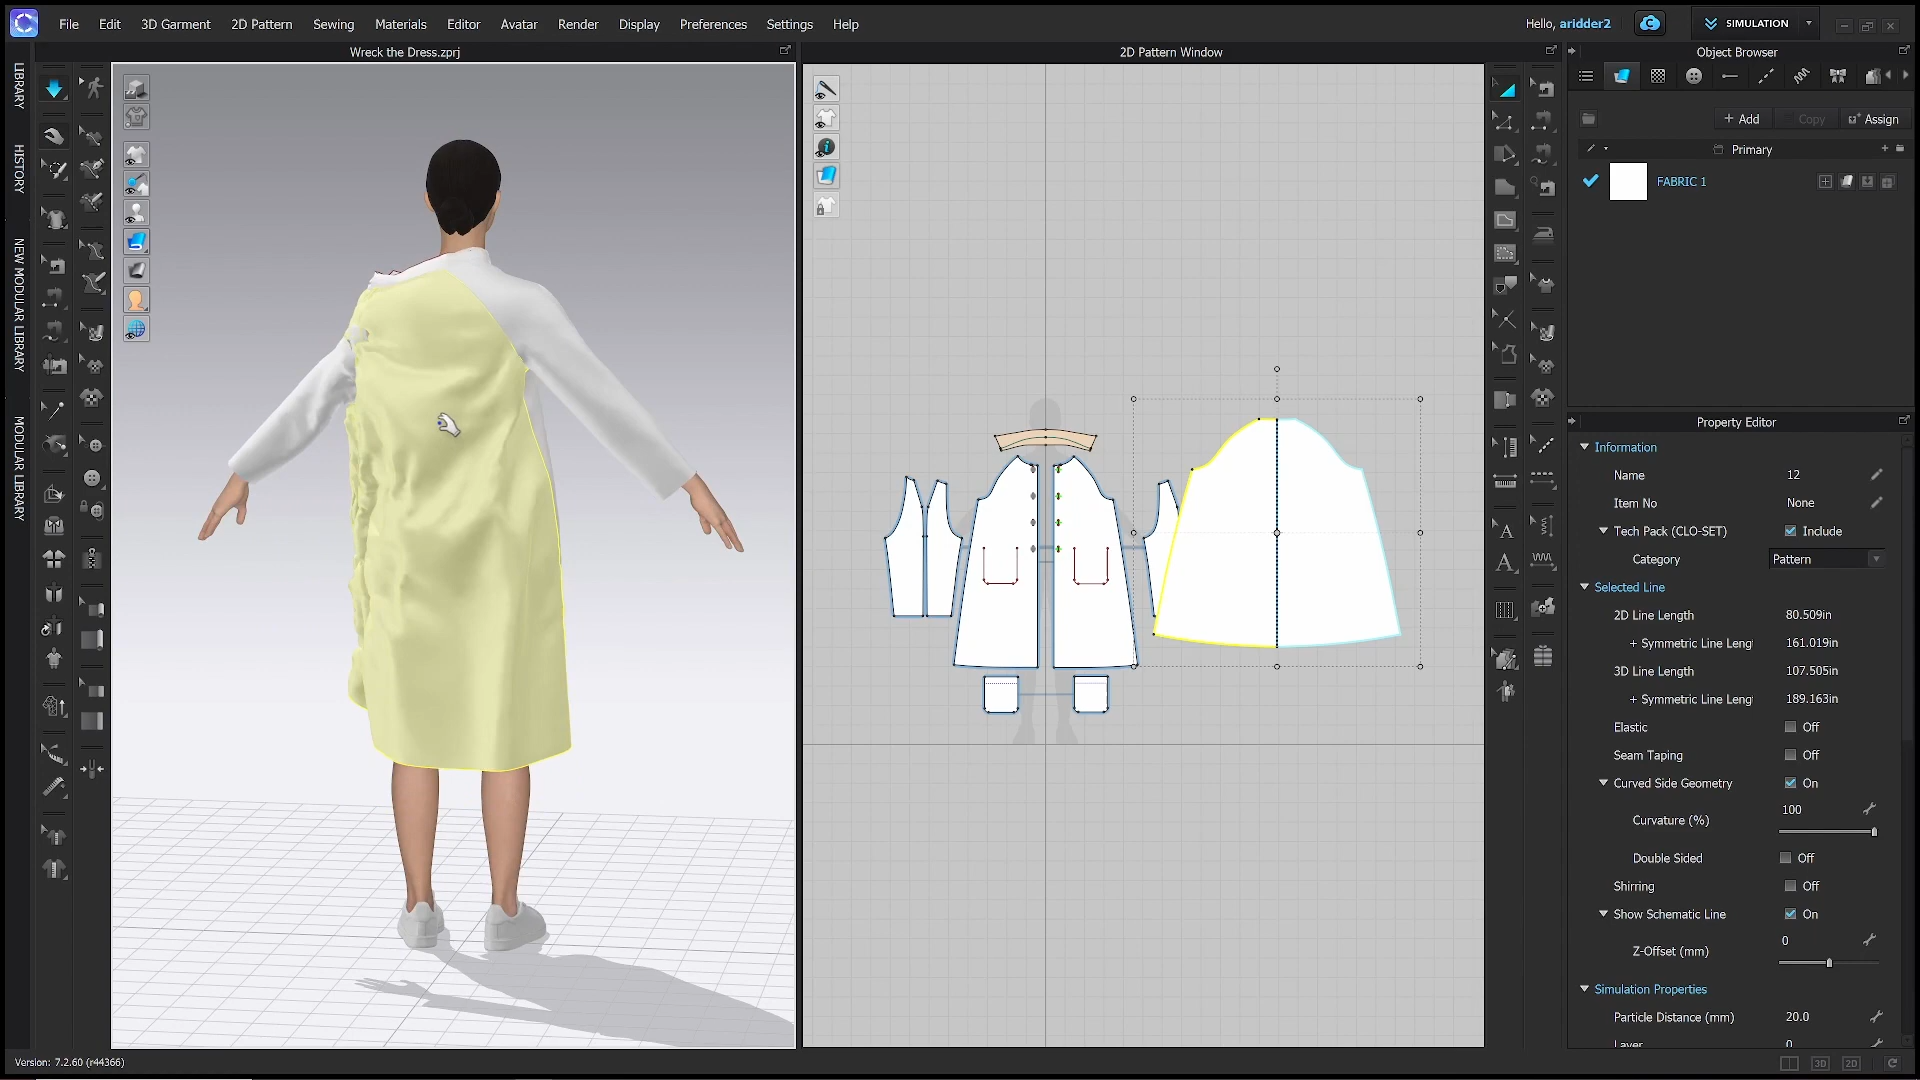 File Edit 3D Garment 2D Pattern Sewing Materials Editor Avatar Render Display Preferences Settings Help
Hello, aridder2
SIMULATION
Wreck the Dress.zprj
2D Pattern Window
Object Browser
LIBRARY
HISTORY
NEW MODULAR LIBRARY
MODULAR LIBRARY
+ Add Copy Assign
Primary
FABRIC 1
Property Editor
Information
Name 12
Item No None
Tech Pack (CLO-SET) Include
Category Pattern
Selected Line
2D Line Length 80.509in
+ Symmetric Line Leng 161.019in
3D Line Length 107.505in
+ Symmetric Line Leng 189.163in
Elastic Off
Seam Taping Off
Curved Side Geometry On
100
Curvature (%)
Double Sided Off
Shirring Off
Show Schematic Line On
0
Z-Offset (mm)
Simulation Properties
Particle Distance (mm) 20.0
Layer 0
Version: 7.2.60 (r44366)
3D 2D